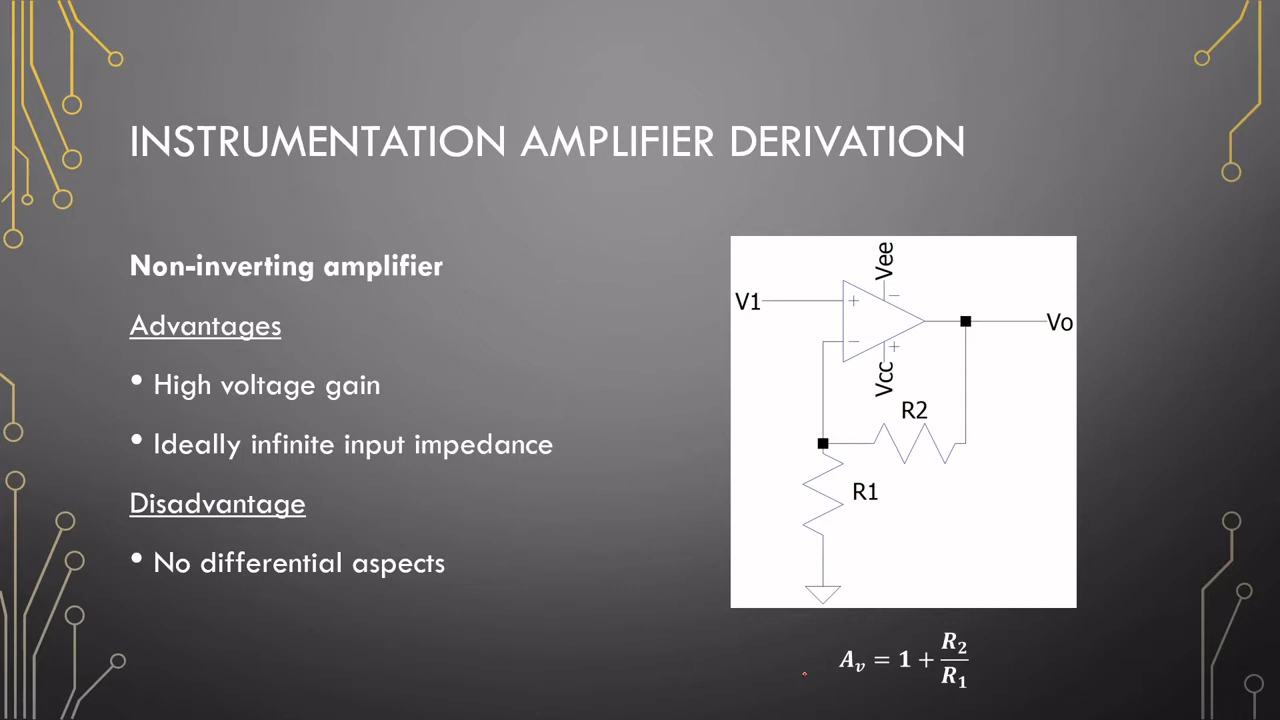 INSTRUMENTATION AMPLIFIER DERIVATION
Non-inverting amplifier
Advantages
• High voltage gain
• Ideally infinite input impedance
Disadvantage
• No differential aspects
Vee
V1
+
−
−
+
Vo
Vcc
R2
R1
A_v = 1 + R_2/R_1